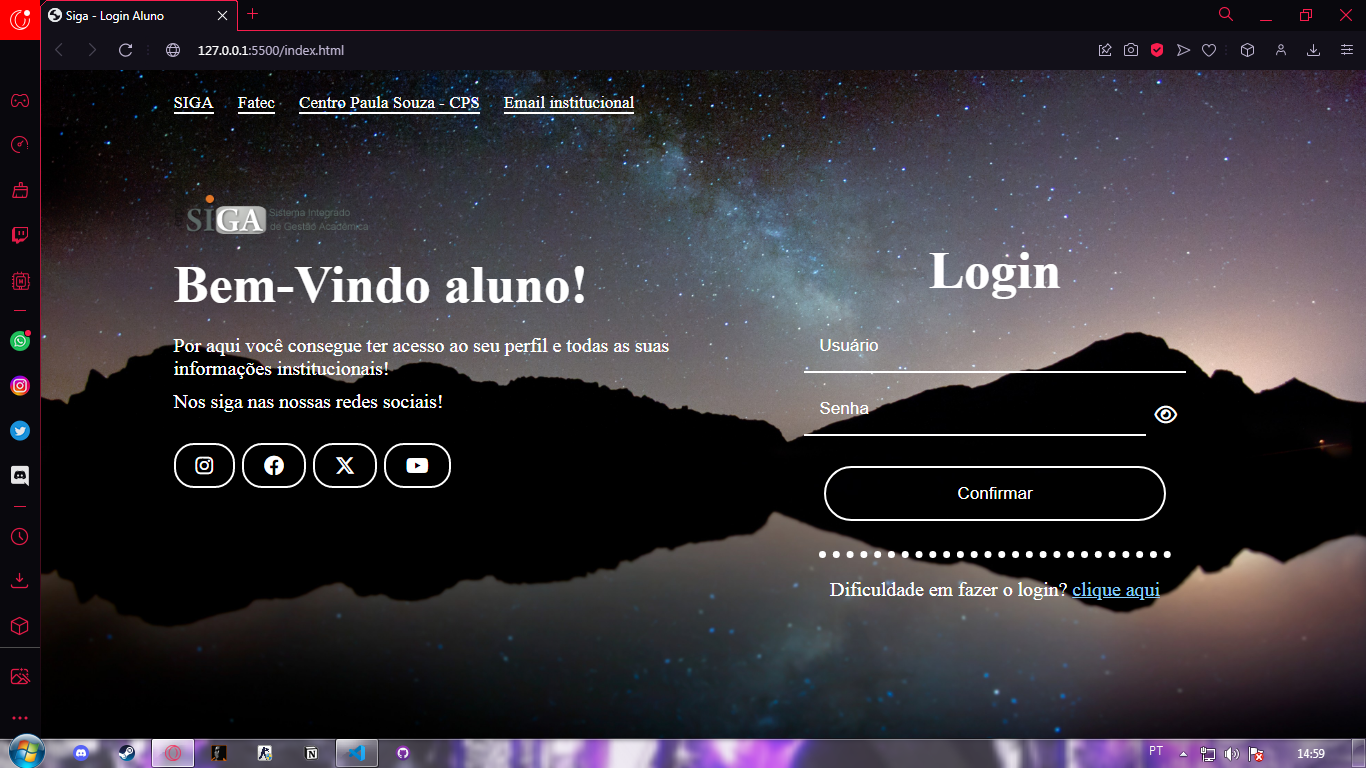 Siga - Login Aluno
127.0.0.1:5500/index.html
SIGA Fatec Centro Paula Souza - CPS Email institucional
SIGA Sistema Integrado
de Gestão Acadêmica
Bem-Vindo aluno!
Por aqui você consegue ter acesso ao seu perfil e todas as suas
informações institucionais!
Nos siga nas nossas redes sociais!
Login
Usuário
Senha
Confirmar
Dificuldade em fazer o login? clique aqui
PT 14:59